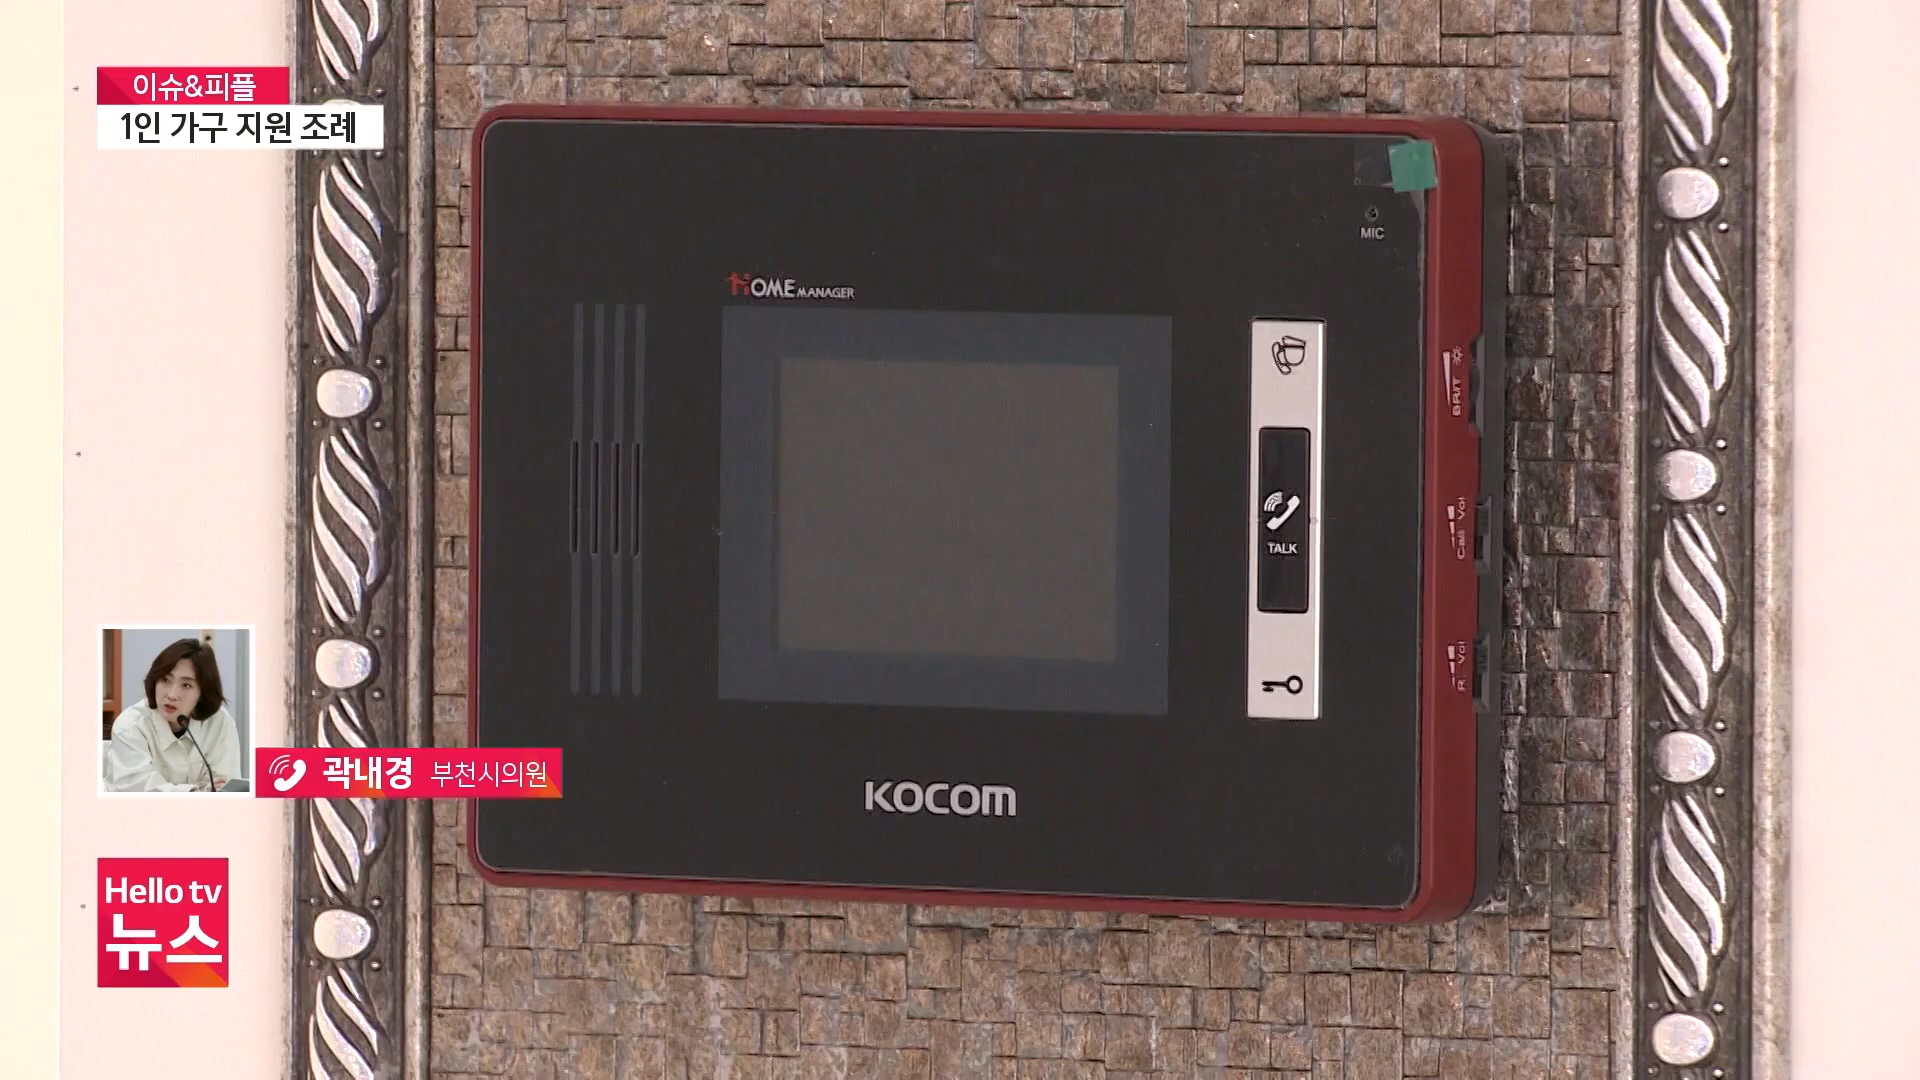 이슈&피플
1인 가구 지원 조례
MIC
HOME MANAGER
BRIT
TALK
Call Vol
R. Vol
곽내경 부천시의원
KOCOM
Hello tv
뉴스